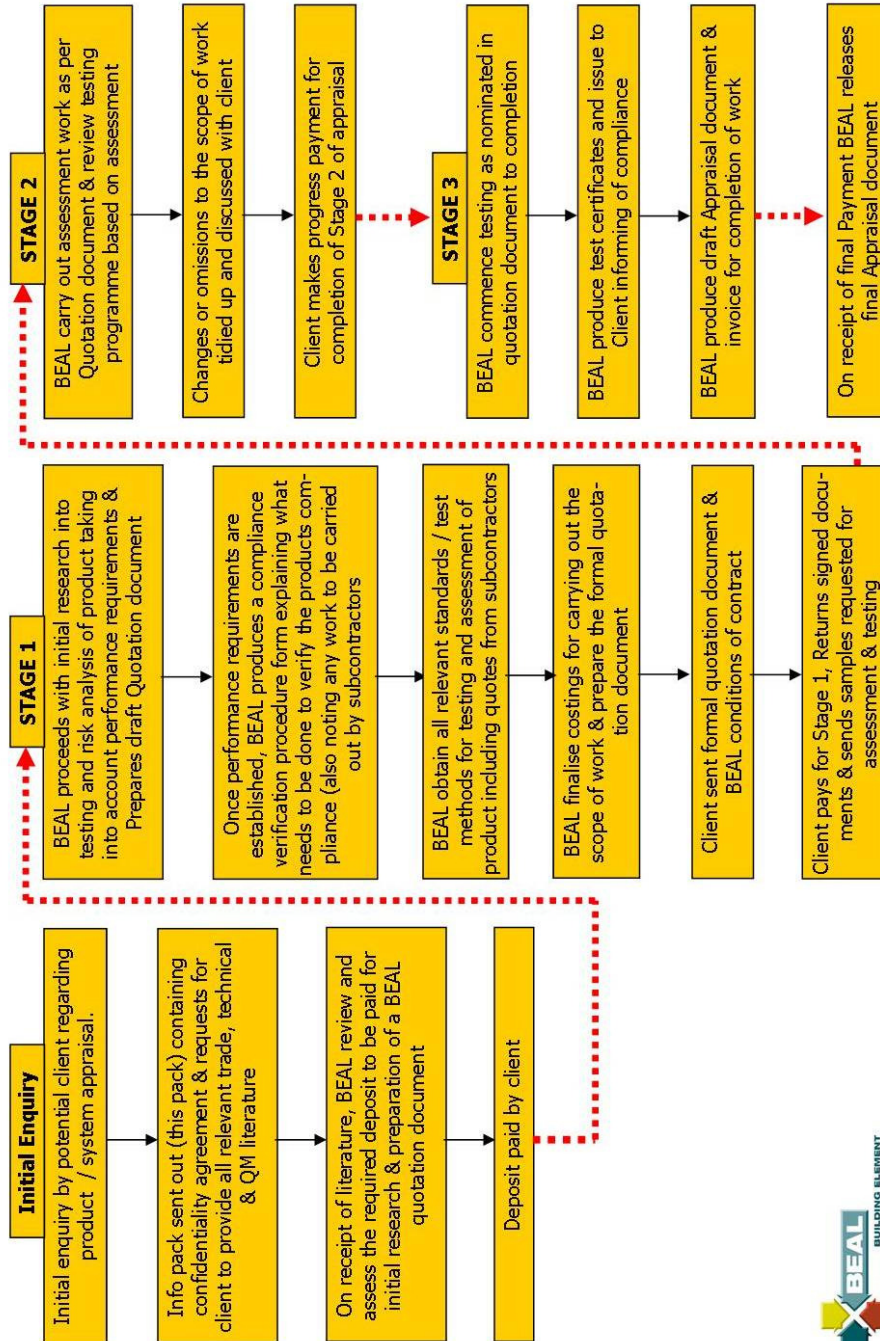 Initial Enquiry
Initial enquiry by potential client regarding
product / system appraisal.
Info pack sent out (this pack) containing
confidentiality agreement & requests for
client to provide all relevant trade, technical
& QM literature
On receipt of literature, BEAL review and
assess the required deposit to be paid for
initial research & preparation of a BEAL
quotation document
Deposit paid by client
STAGE 1
BEAL proceeds with initial research into
testing and risk analysis of product taking
into account performance requirements &
Prepares draft Quotation document
Once performance requirements are
established, BEAL produces a compliance
verification procedure form explaining what
needs to be done to verify the products com-
pliance (also noting any work to be carried
out by subcontractors
BEAL obtain all relevant standards / test
methods for testing and assessment of
product including quotes from subcontractors
BEAL finalise costings for carrying out the
scope of work & prepare the formal quota-
tion document
Client sent formal quotation document &
BEAL conditions of contract
Client pays for Stage 1, Returns signed docu-
ments & sends samples requested for
assessment & testing
STAGE 2
BEAL carry out assessment work as per
Quotation document & review testing
programme based on assessment
Changes or omissions to the scope of work
tidied up and discussed with client
Client makes progress payment for
completion of Stage 2 of appraisal
STAGE 3
BEAL commence testing as nominated in
quotation document to completion
BEAL produce test certificates and issue to
Client informing of compliance
BEAL produce draft Appraisal document &
invoice for completion of work
On receipt of final Payment BEAL releases
final Appraisal document
BEAL
BUILDING ELEMENT